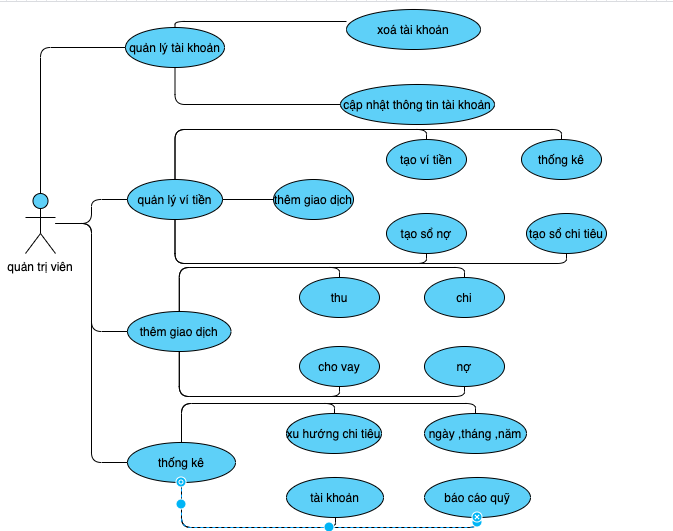 xoá tài khoản
quản lý tài khoản
cập nhật thông tin tài khoản
tạo ví tiền
thống kê
quản lý ví tiền
thêm giao dịch
tạo sổ nợ
tạo sổ chi tiêu
quản trị viên
thu
chi
thêm giao dịch
cho vay
nợ
xu hướng chi tiêu
ngày ,tháng ,năm
thống kê
tài khoản
báo cáo quỹ